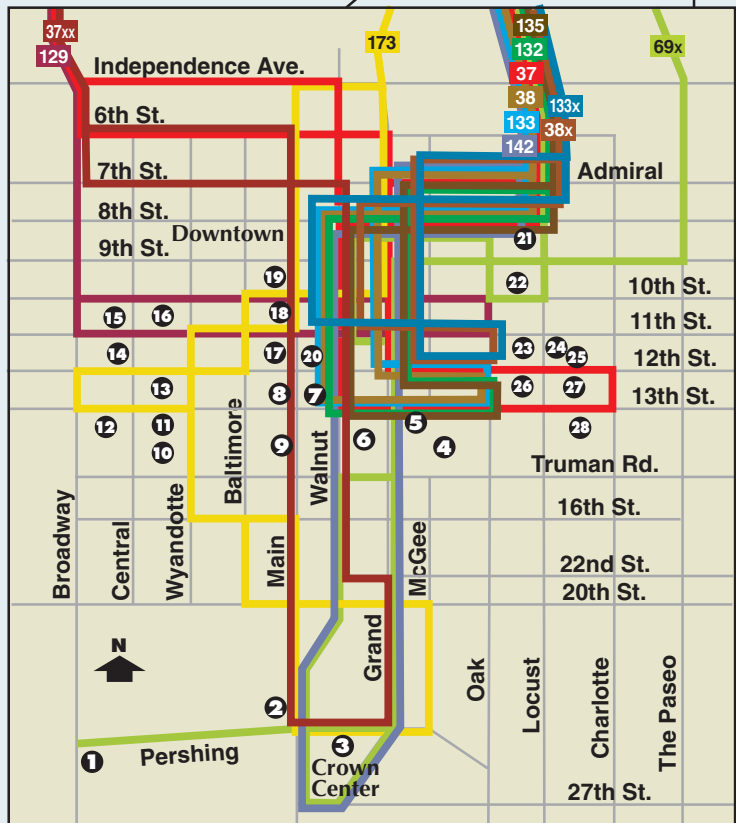 135
37xx
173
132
69x
129
37
Independence Ave.
38
133x
6th St.
133
38x
142
7th St.
Admiral
8th St.
Downtown
9th St.
21
19
22
10th St.
18
15
16
11th St.
14
17
20
23
24
25
12th St.
13
8
7
26
27
13th St.
12
11
5
28
10
9
6
4
Truman Rd.
Broadway
Central
Wyandotte
Baltimore
Main
Walnut
16th St.
McGee
22nd St.
20th St.
N
Grand
Oak
Locust
Charlotte
The Paseo
2
1
Pershing
3
Crown
Center
27th St.